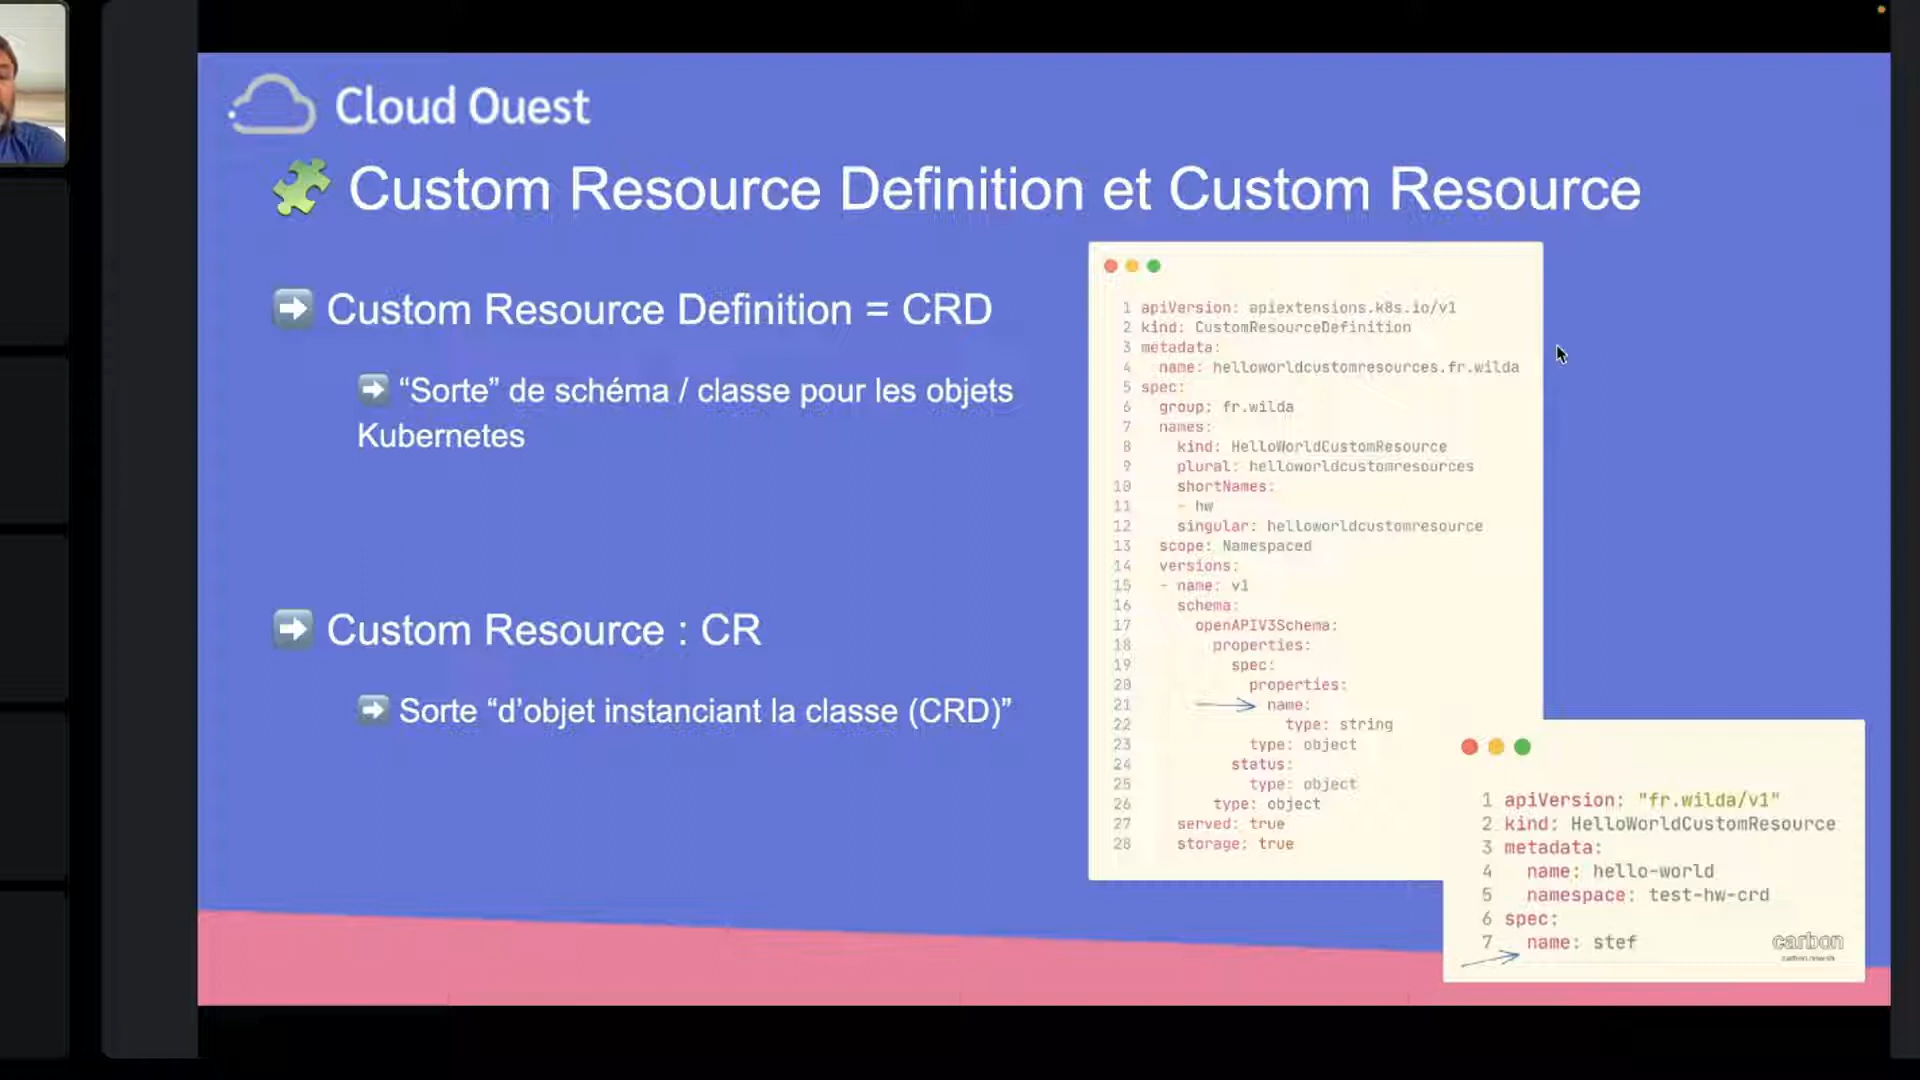 Cloud Ouest
Custom Resource Definition et Custom Resource
Custom Resource Definition = CRD
“Sorte” de schéma / classe pour les objets
Kubernetes
Custom Resource : CR
Sorte “d’objet instanciant la classe (CRD)”
1 apiVersion: apiextensions.k8s.io/v1
2 kind: CustomResourceDefinition
3 metadata:
4 name: helloworldcustomresources.fr.wilda
5 spec:
6 group: fr.wilda
7 names:
8 kind: HelloWorldCustomResource
9 plural: helloworldcustomresources
10 shortNames:
11 - hw
12 singular: helloworldcustomresource
13 scope: Namespaced
14 versions:
15 - name: v1
16 schema:
17 openAPIV3Schema:
18 properties:
19 spec:
20 properties:
21 name:
22 type: string
23 type: object
24 status:
25 type: object
26 type: object
27 served: true
28 storage: true
1 apiVersion: "fr.wilda/v1"
2 kind: HelloWorldCustomResource
3 metadata:
4 name: hello-world
5 namespace: test-hw-crd
6 spec:
7 name: stef
carbon
carbon.now.sh